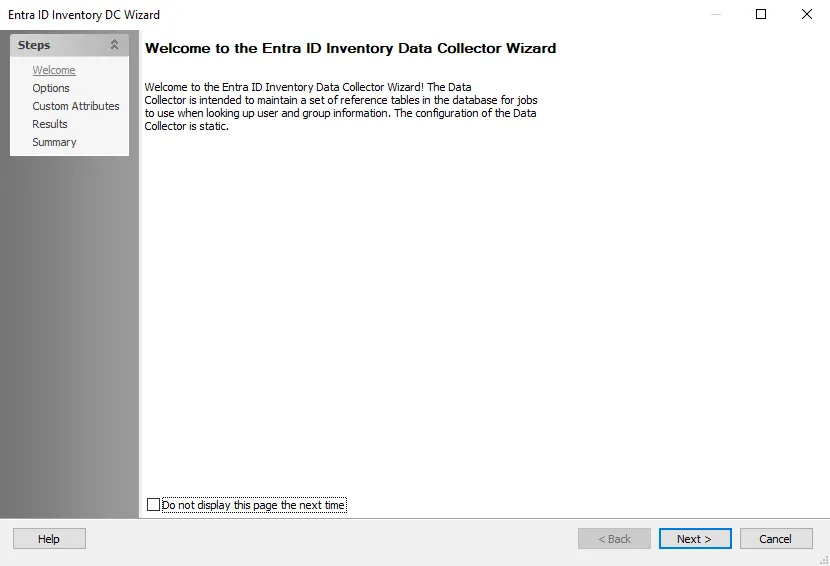 Entra ID Inventory DC Wizard
Steps
Welcome
Options
Custom Attributes
Results
Summary
Welcome to the Entra ID Inventory Data Collector Wizard
Welcome to the Entra ID Inventory Data Collector Wizard! The Data
Collector is intended to maintain a set of reference tables in the database for jobs
to use when looking up user and group information. The configuration of the Data
Collector is static.
Do not display this page the next time
Help
< Back
Next >
Cancel